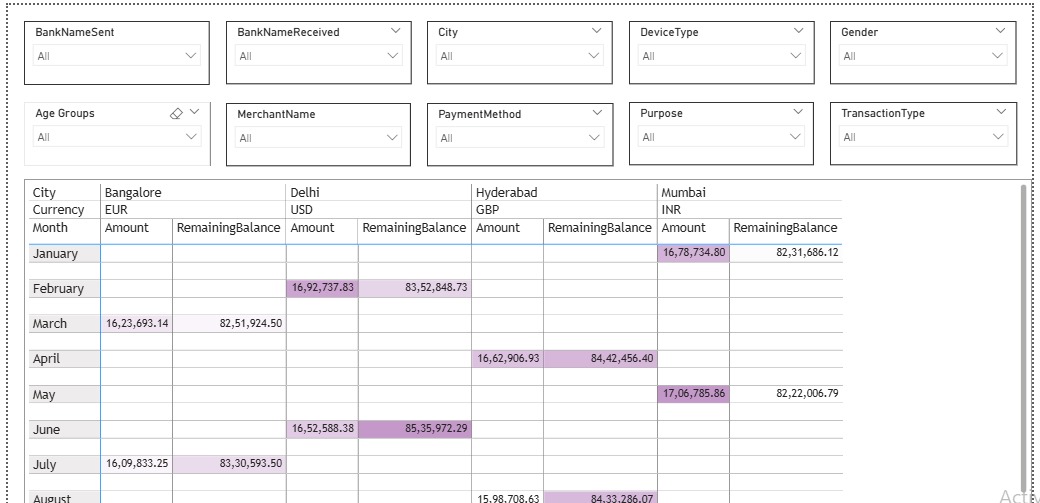 BankNameSent BankNameReceived City DeviceType Gender
All All All All All
Age Groups MerchantName PaymentMethod Purpose TransactionType
All All All All All
City Bangalore Delhi Hyderabad Mumbai
Currency EUR USD GBP INR
Month Amount RemainingBalance Amount RemainingBalance Amount RemainingBalance Amount RemainingBalance
January 16,78,734.80 82,31,686.12
February 16,92,737.83 83,52,848.73
March 16,23,693.14 82,51,924.50
April 16,62,906.93 84,42,456.40
May 17,06,785.86 82,22,006.79
June 16,52,588.38 85,35,972.29
July 16,09,833.25 83,30,593.50
August 15,98,708.63 84,33,286.07